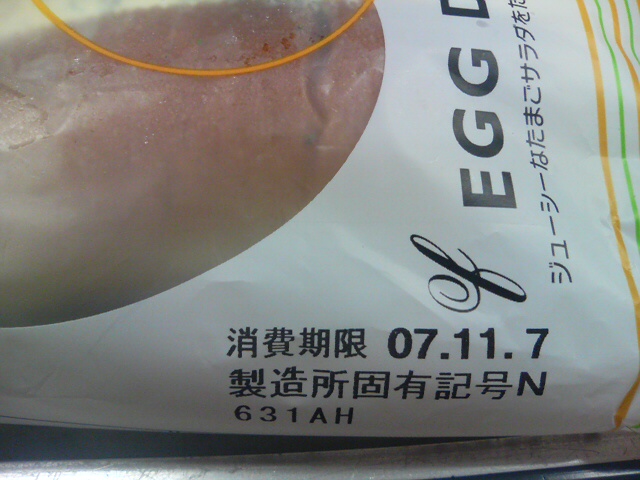 EGG
ジューシーなたまごサラダを
消費期限 07.11.7
製造所固有記号N
631AH